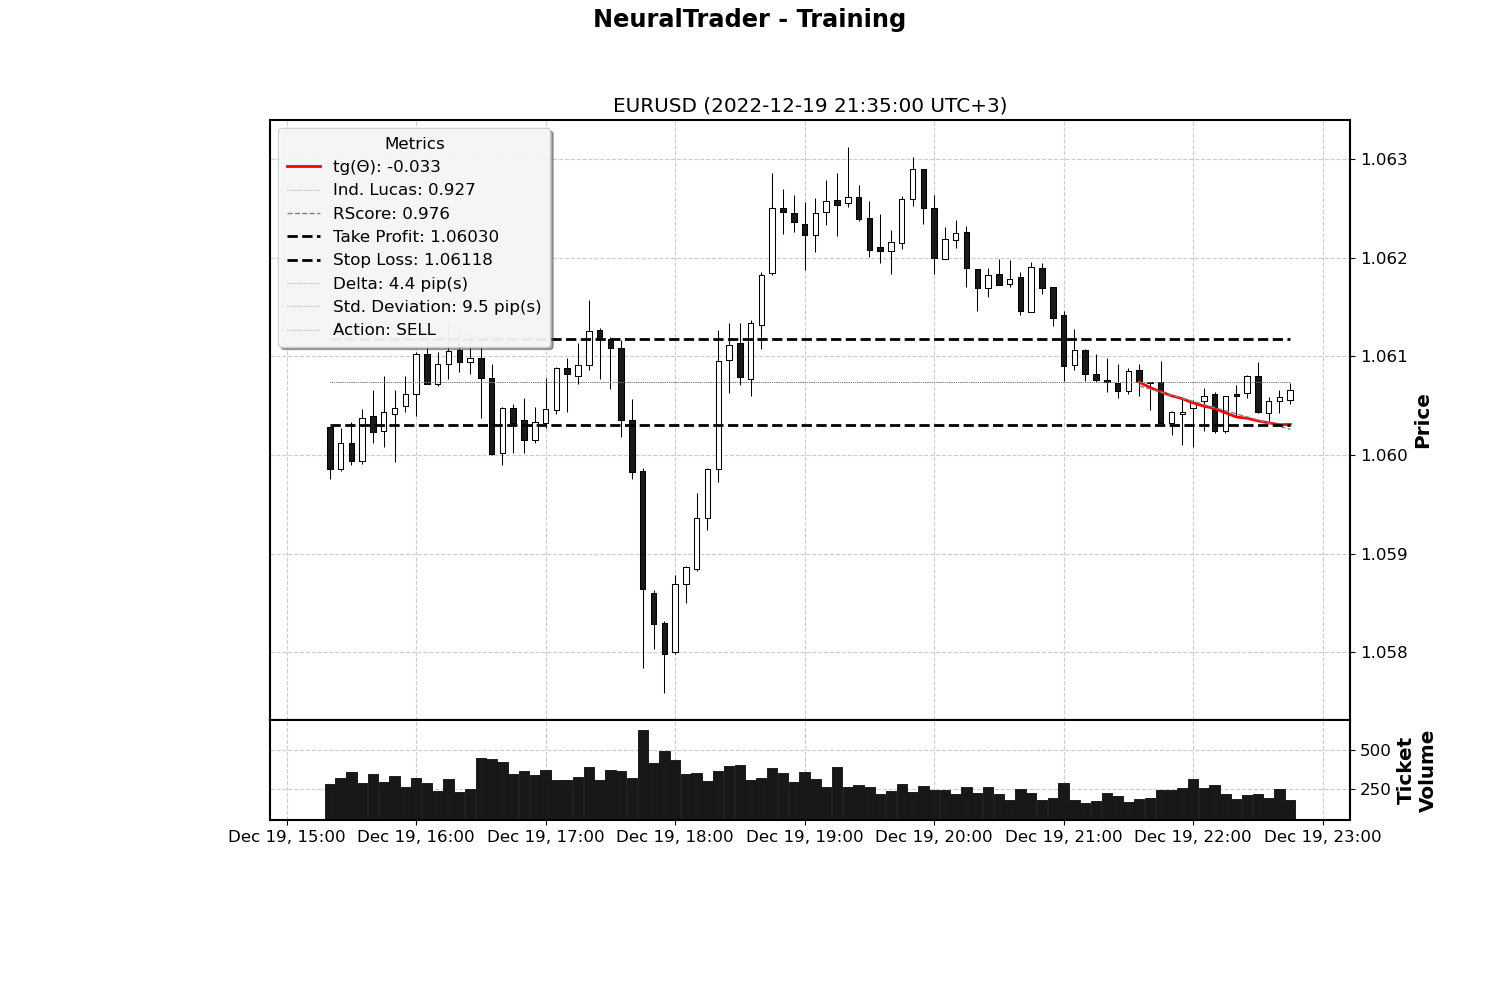 NeuralTrader - Training
EURUSD (2022-12-19 21:35:00 UTC+3)
Metrics
tg(Θ): -0.033
Ind. Lucas: 0.927
RScore: 0.976
Take Profit: 1.06030
Stop Loss: 1.06118
Delta: 4.4 pip(s)
Std. Deviation: 9.5 pip(s)
Action: SELL
1.063
1.062
1.061
1.060
1.059
1.058
Price
500
250
Ticket
Volume
Dec 19, 15:00 Dec 19, 16:00 Dec 19, 17:00 Dec 19, 18:00 Dec 19, 19:00 Dec 19, 20:00 Dec 19, 21:00 Dec 19, 22:00 Dec 19, 23:00